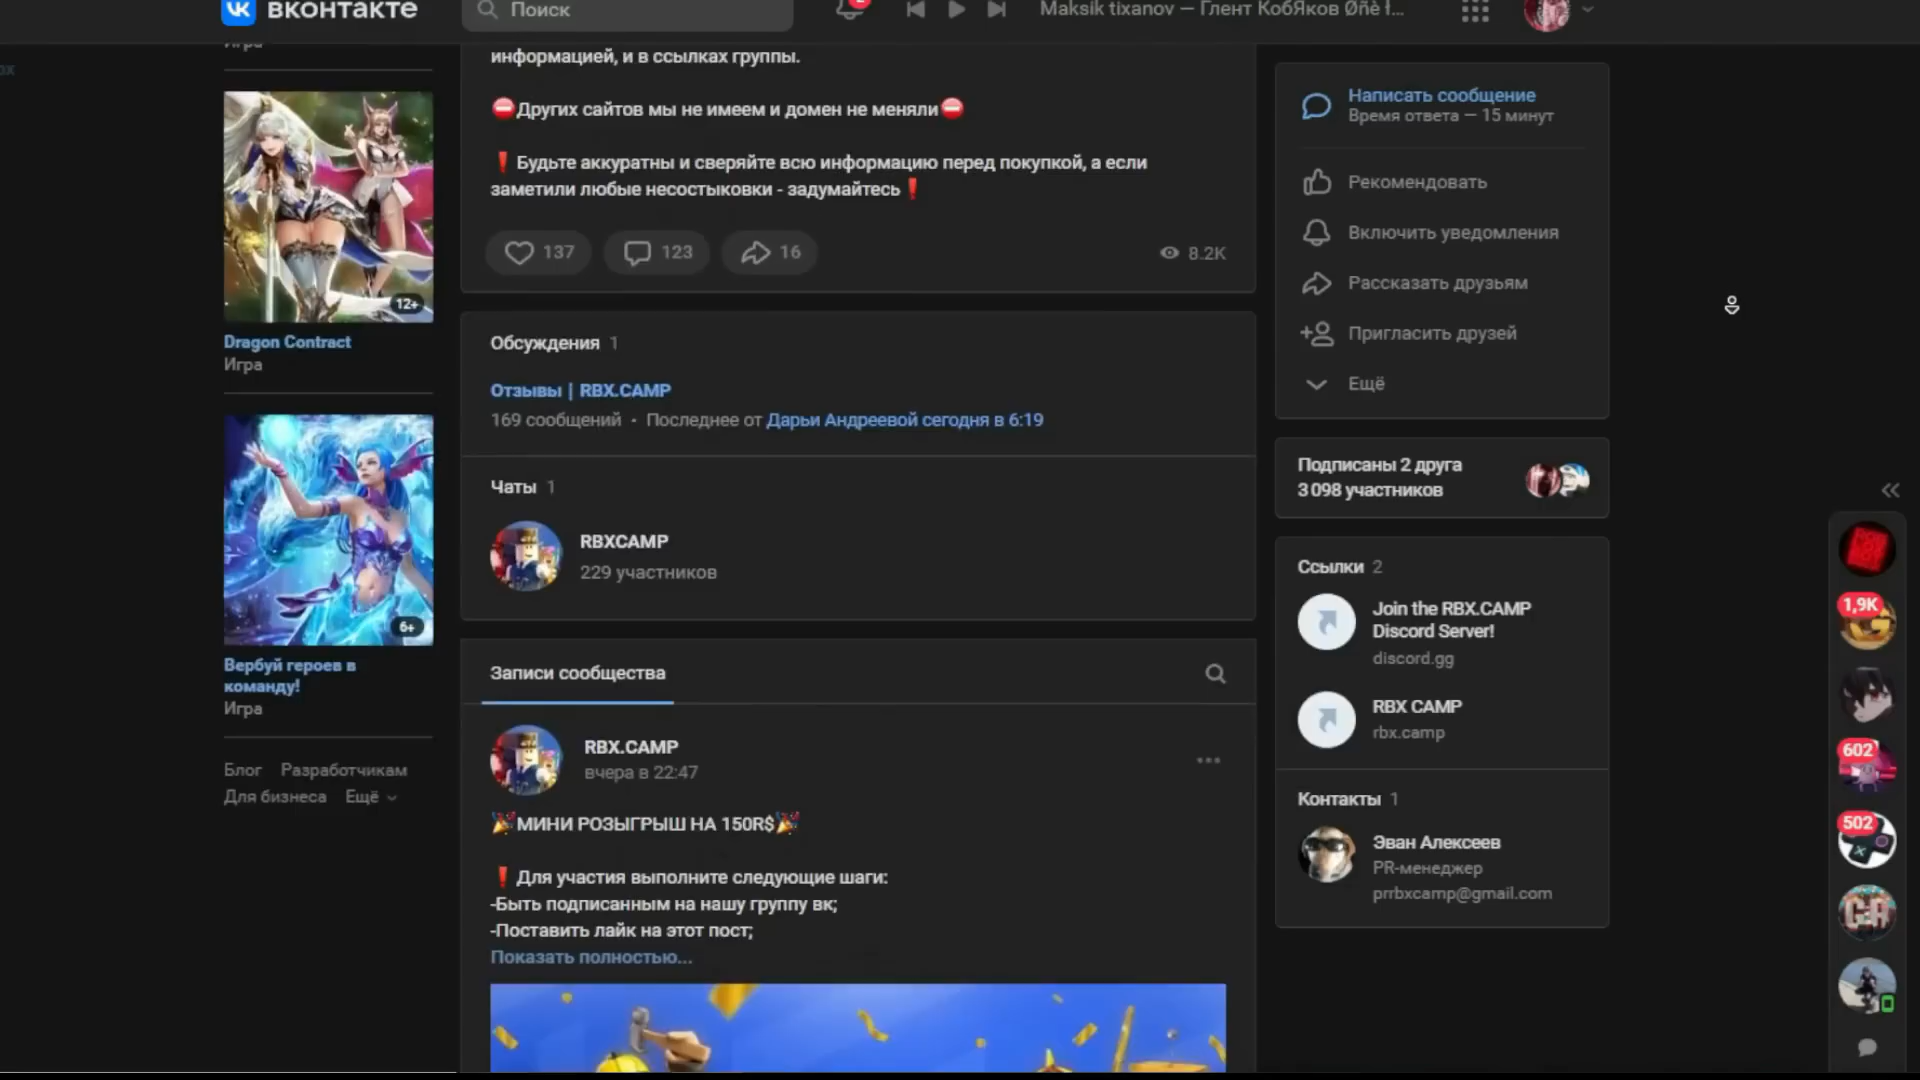 вконтакте
Поиск
Maksik tixanov — Глент КобЯков Øñè ł...
Игра
12+
Dragon Contract
Игра
6+
Вербуй героев в
команду!
Игра
Блог Разработчикам
Для бизнеса Ещё
информацией, и в ссылках группы.
⛔Других сайтов мы не имеем и домен не меняли⛔
❗Будьте аккуратны и сверяйте всю информацию перед покупкой, а если
заметили любые несостыковки - задумайтесь❗
137 123 16 8.2K
Обсуждения 1
Отзывы | RBX.CAMP
169 сообщений · Последнее от Дарьи Андреевой сегодня в 6:19
Чаты 1
RBXCAMP
229 участников
Записи сообщества
RBX.CAMP
вчера в 22:47
🎉МИНИ РОЗЫГРЫШ НА 150R$🎉
❗Для участия выполните следующие шаги:
-Быть подписанным на нашу группу вк;
-Поставить лайк на этот пост;
Показать полностью...
Написать сообщение
Время ответа — 15 минут
Рекомендовать
Включить уведомления
Рассказать друзьям
Пригласить друзей
Ещё
Подписаны 2 друга
3 098 участников
Ссылки 2
Join the RBX.CAMP
Discord Server!
discord.gg
RBX CAMP
rbx.camp
Контакты 1
Эван Алексеев
PR-менеджер
prrbxcamp@gmail.com
1,9K
602
502